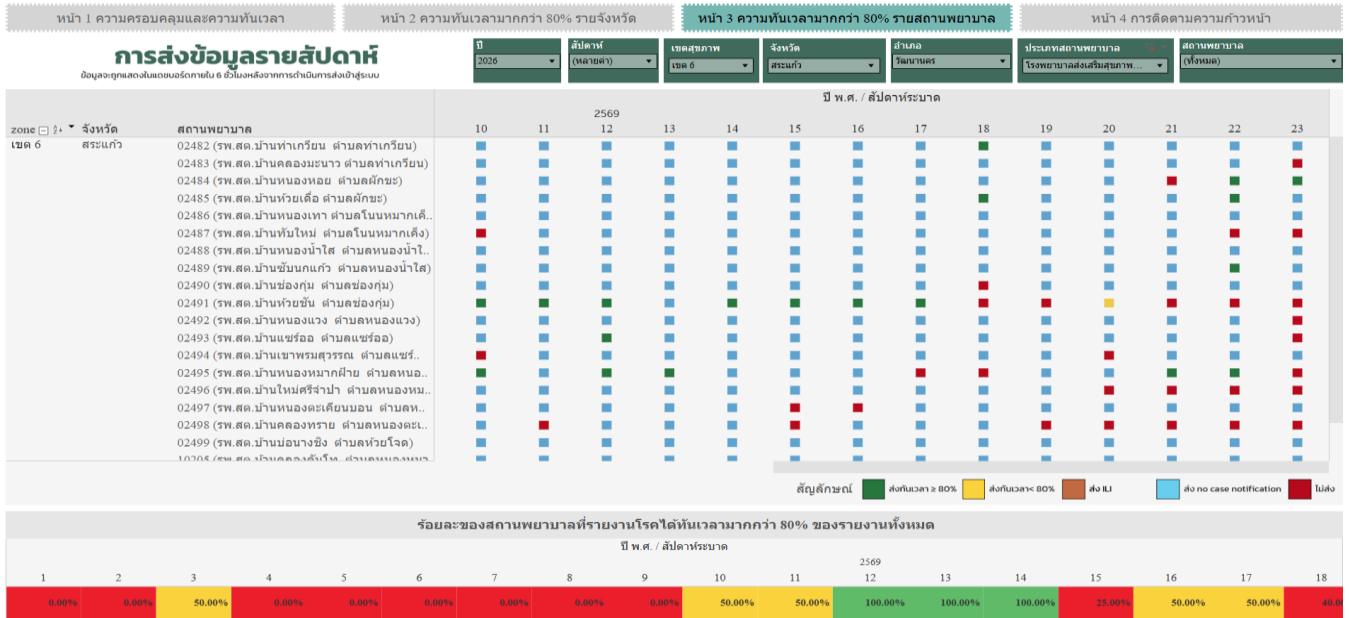 หน้า 1 ความครอบคลุมและความทันเวลา
หน้า 2 ความทันเวลามากกว่า 80% รายจังหวัด
หน้า 3 ความทันเวลามากกว่า 80% รายสถานพยาบาล
หน้า 4 การติดตามความก้าวหน้า
การส่งข้อมูลรายสัปดาห์
ข้อมูลจะถูกแสดงในแดชบอร์ดภายใน 6 ชั่วโมงหลังจากการดำเนินการส่งเข้าสู่ระบบ
ปี
2026
สัปดาห์
(หลายค่า)
เขตสุขภาพ
เขต 6
จังหวัด
สระแก้ว
อำเภอ
วัฒนานคร
ประเภทสถานพยาบาล
โรงพยาบาลส่งเสริมสุขภาพ...
สถานพยาบาล
(ทั้งหมด)
ปี พ.ศ. / สัปดาห์ระบาด
2569
zone จังหวัด สถานพยาบาล 10 11 12 13 14 15 16 17 18 19 20 21 22 23
เขต 6 สระแก้ว 02482 (รพ.สต.บ้านท่าเกวียน ตำบลท่าเกวียน)
02483 (รพ.สต.บ้านคลองมะนาว ตำบลท่าเกวียน)
02484 (รพ.สต.บ้านหนองหอย ตำบลผักขะ)
02485 (รพ.สต.บ้านห้วยเดื่อ ตำบลผักขะ)
02486 (รพ.สต.บ้านหนองเทา ตำบลโนนหมากเค็..
02487 (รพ.สต.บ้านทับใหม่ ตำบลโนนหมากเค็ง)
02488 (รพ.สต.บ้านหนองน้ำใส ตำบลหนองน้ำใ..
02489 (รพ.สต.บ้านซับนกแก้ว ตำบลหนองน้ำใส)
02490 (รพ.สต.บ้านช่องกุ่ม ตำบลช่องกุ่ม)
02491 (รพ.สต.บ้านห้วยชัน ตำบลช่องกุ่ม)
02492 (รพ.สต.บ้านหนองแวง ตำบลหนองแวง)
02493 (รพ.สต.บ้านแซร์ออ ตำบลแซร์ออ)
02494 (รพ.สต.บ้านเขาพรมสุวรรณ ตำบลแซร์..
02495 (รพ.สต.บ้านหนองหมากฝ้าย ตำบลหนอ..
02496 (รพ.สต.บ้านใหม่ศรีจำปา ตำบลหนองหม..
02497 (รพ.สต.บ้านหนองตะเคียนบอน ตำบลห..
02498 (รพ.สต.บ้านคลองทราย ตำบลหนองตะเ..
02499 (รพ.สต.บ้านบ่อนางชิง ตำบลห้วยโจด)
สัญลักษณ์ ส่งทันเวลา ≥ 80% ส่งทันเวลา< 80% ส่ง ILI ส่ง no case notification ไม่ส่ง
ร้อยละของสถานพยาบาลที่รายงานโรคได้ทันเวลามากกว่า 80% ของรายงานทั้งหมด
ปี พ.ศ. / สัปดาห์ระบาด
2569
1 2 3 4 5 6 7 8 9 10 11 12 13 14 15 16 17 18
0.00% 0.00% 50.00% 0.00% 0.00% 0.00% 0.00% 0.00% 0.00% 50.00% 50.00% 100.00% 100.00% 100.00% 25.00% 50.00% 50.00%